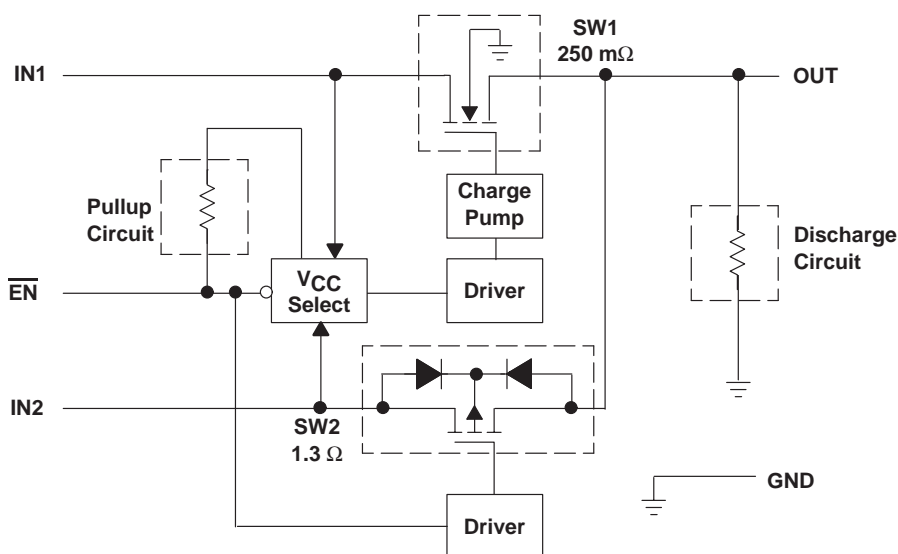 SW1
250 mΩ
IN1
OUT
Charge
Pump
Pullup
Circuit
Discharge
Circuit
EN
VCC
Select
Driver
IN2
SW2
1.3 Ω
GND
Driver